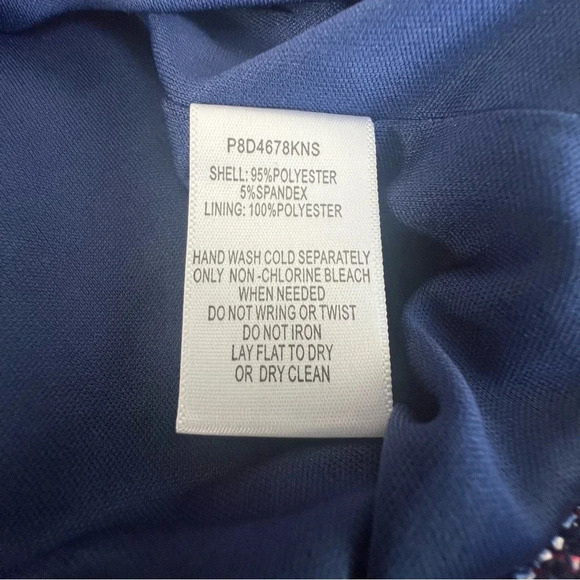 P8D4678KNS
SHELL: 95%POLYESTER
5%SPANDEX
LINING: 100%POLYESTER
HAND WASH COLD SEPARATELY
ONLY NON-CHLORINE BLEACH
WHEN NEEDED
DO NOT WRING OR TWIST
DO NOT IRON
LAY FLAT TO DRY
OR DRY CLEAN